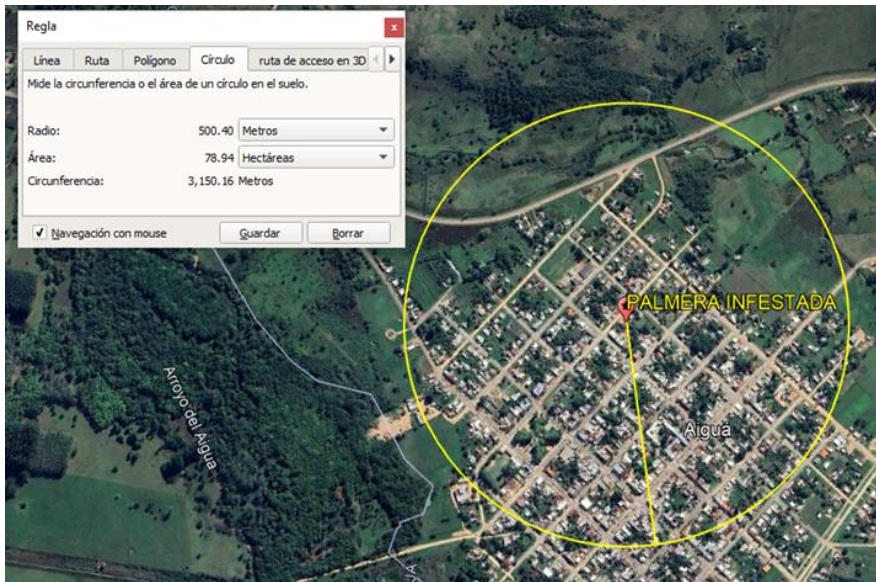 Regla
x
Línea Ruta Polígono Círculo ruta de acceso en 3D
Mide la circunferencia o el área de un círculo en el suelo.
Radio: 500.40 Metros
Área: 78.94 Hectáreas
Circunferencia: 3,150.16 Metros
Navegación con mouse Guardar Borrar
PALMERA INFESTADA
Arroyo del Aigua
Aiguá